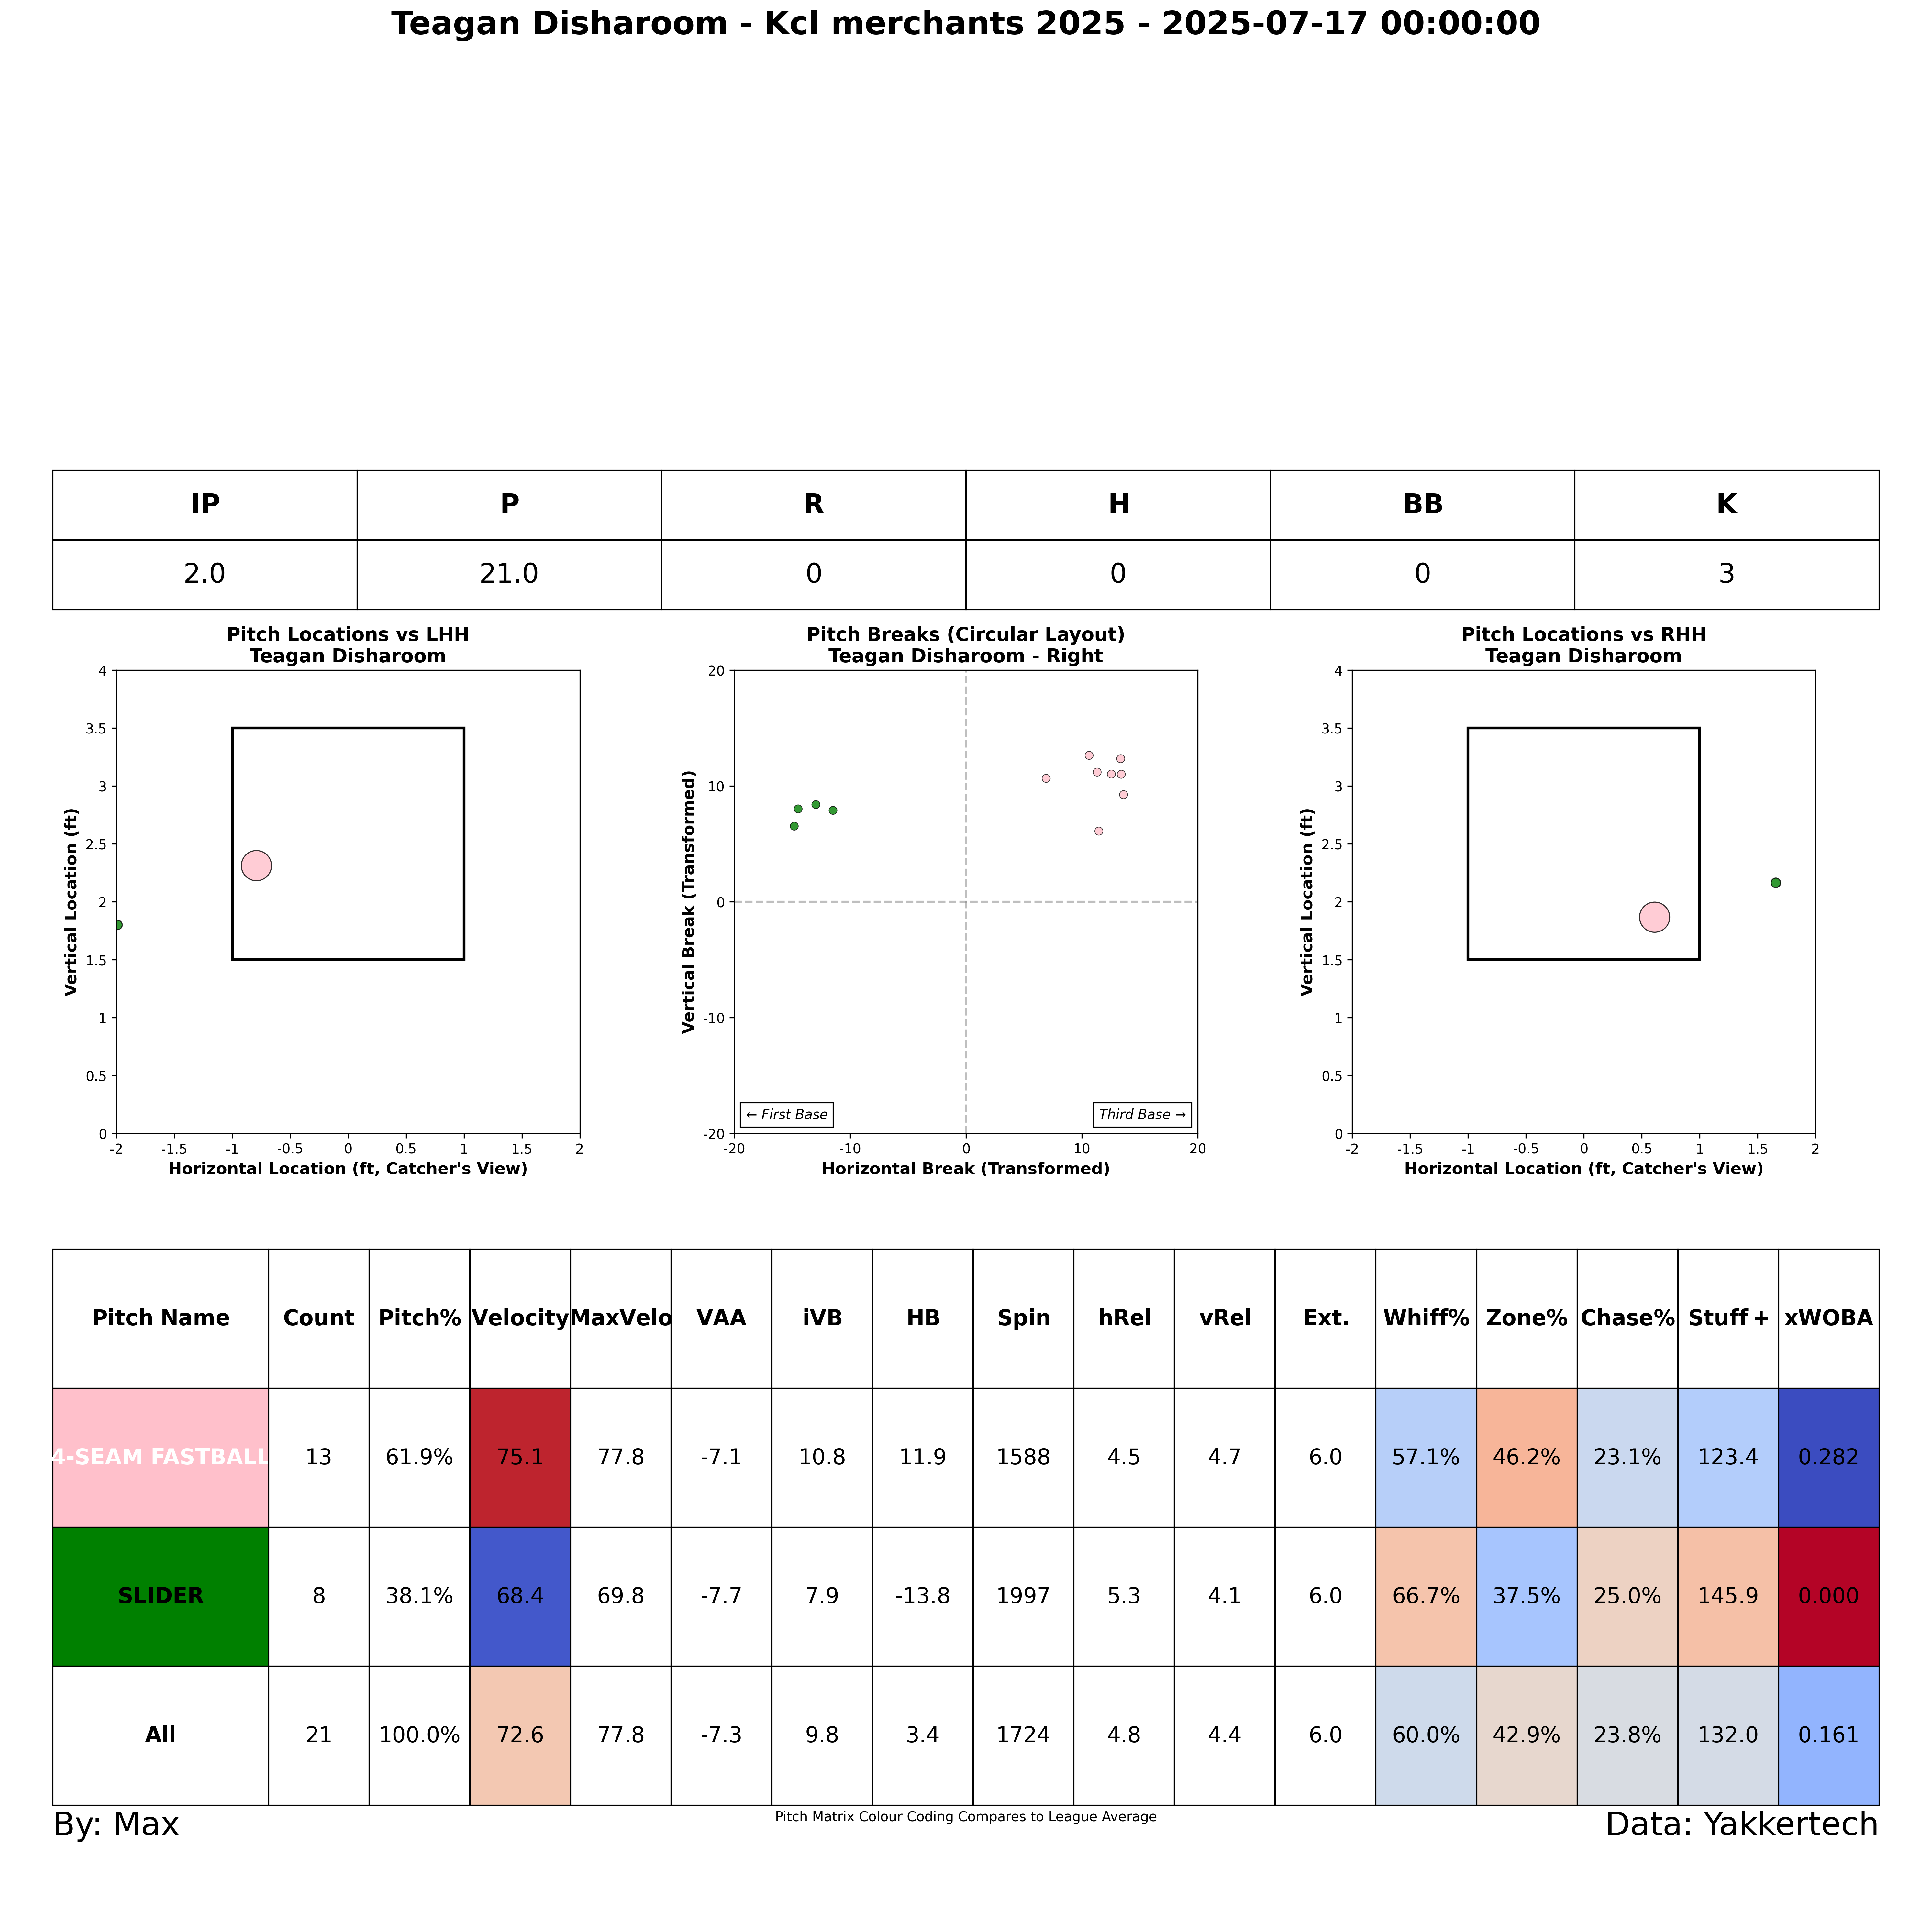 Teagan Disharoom - Kcl merchants 2025 - 2025-07-17 00:00:00
IP P R H BB K
2.0 21.0 0 0 0 3
Pitch Locations vs LHH
Teagan Disharoom
4
3.5
3
2.5
2
1.5
1
0.5
0
Vertical Location (ft)
-2 -1.5 -1 -0.5 0 0.5 1 1.5 2
Horizontal Location (ft, Catcher's View)
Pitch Breaks (Circular Layout)
Teagan Disharoom - Right
20
10
0
-10
-20
Vertical Break (Transformed)
← First Base
Third Base →
-20 -10 0 10 20
Horizontal Break (Transformed)
Pitch Locations vs RHH
Teagan Disharoom
4
3.5
3
2.5
2
1.5
1
0.5
0
Vertical Location (ft)
-2 -1.5 -1 -0.5 0 0.5 1 1.5 2
Horizontal Location (ft, Catcher's View)
Pitch Name Count Pitch% Velocity MaxVelo VAA iVB HB Spin hRel vRel Ext. Whiff% Zone% Chase% Stuff+ xWOBA
4-SEAM FASTBALL 13 61.9% 75.1 77.8 -7.1 10.8 11.9 1588 4.5 4.7 6.0 57.1% 46.2% 23.1% 123.4 0.282
SLIDER 8 38.1% 68.4 69.8 -7.7 7.9 -13.8 1997 5.3 4.1 6.0 66.7% 37.5% 25.0% 145.9 0.000
All 21 100.0% 72.6 77.8 -7.3 9.8 3.4 1724 4.8 4.4 6.0 60.0% 42.9% 23.8% 132.0 0.161
By: Max
Pitch Matrix Colour Coding Compares to League Average
Data: Yakkertech